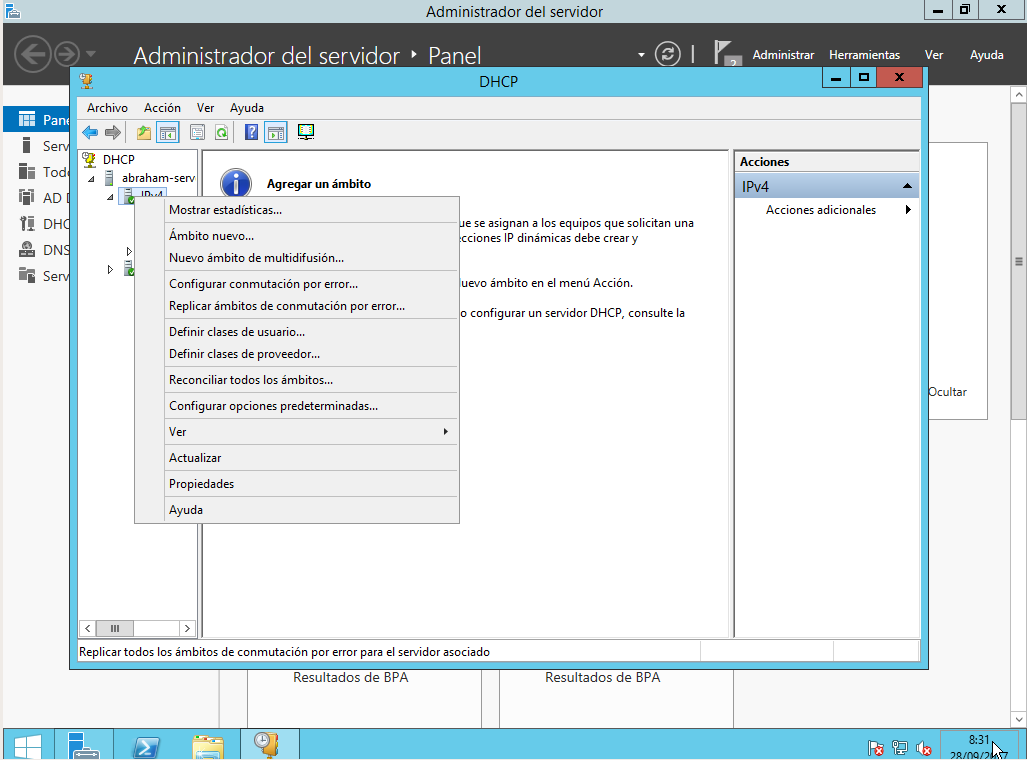 Administrador del servidor
Administrador del servidor ‣ Panel
2
Administrar Herramientas Ver Ayuda
DHCP
Archivo Acción Ver Ayuda
DHCP
abraham-serv
IPv4
Agregar un ámbito
ue se asignan a los equipos que solicitan una
ecciones IP dinámicas debe crear y
uevo ámbito en el menú Acción.
o configurar un servidor DHCP, consulte la
Mostrar estadísticas...
Ámbito nuevo...
Nuevo ámbito de multidifusión...
Configurar conmutación por error...
Replicar ámbitos de conmutación por error...
Definir clases de usuario...
Definir clases de proveedor...
Reconciliar todos los ámbitos...
Configurar opciones predeterminadas...
Ver
Actualizar
Propiedades
Ayuda
Acciones
IPv4
Acciones adicionales
Pane
Serv
Todo
AD D
DHC
DNS
Serv
Ocultar
Replicar todos los ámbitos de conmutación por error para el servidor asociado
Resultados de BPA
Resultados de BPA
8:31